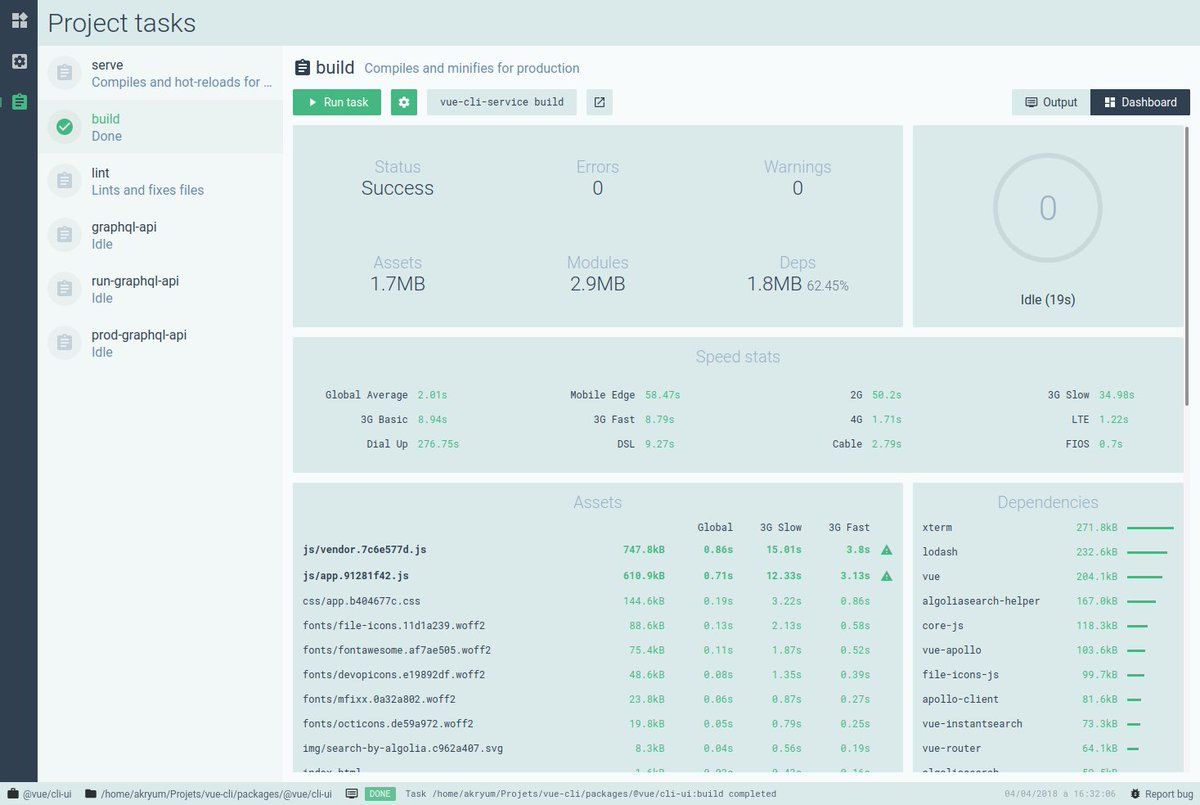 Project tasks
serve
Compiles and hot-reloads for ...
build
Done
lint
Lints and fixes files
graphql-api
Idle
run-graphql-api
Idle
prod-graphql-api
Idle
build Compiles and minifies for production
Run task vue-cli-service build Output Dashboard
Status Errors Warnings
Success 0 0
Assets Modules Deps
1.7MB 2.9MB 1.8MB 62.45%
0
Idle (19s)
Speed stats
Global Average 2.01s Mobile Edge 58.47s 2G 50.2s 3G Slow 34.98s
3G Basic 8.94s 3G Fast 8.79s 4G 1.71s LTE 1.22s
Dial Up 276.75s DSL 9.27s Cable 2.79s FIOS 0.7s
Assets
Global 3G Slow 3G Fast
js/vendor.7c6e577d.js 747.8kB 0.86s 15.01s 3.8s
js/app.91281f42.js 610.9kB 0.71s 12.33s 3.13s
css/app.b404677c.css 144.6kB 0.19s 3.22s 0.86s
fonts/file-icons.11d1a239.woff2 88.6kB 0.13s 2.13s 0.58s
fonts/fontawesome.af7ae505.woff2 75.4kB 0.11s 1.87s 0.52s
fonts/devopicons.e19892df.woff2 48.6kB 0.08s 1.35s 0.39s
fonts/mfixx.0a32a802.woff2 23.8kB 0.06s 0.87s 0.27s
fonts/octicons.de59a972.woff2 19.8kB 0.05s 0.79s 0.25s
img/search-by-algolia.c962a407.svg 8.3kB 0.04s 0.56s 0.19s
index.html
Dependencies
xterm 271.8kB
lodash 232.6kB
vue 204.1kB
algoliasearch-helper 167.0kB
core-js 118.3kB
vue-apollo 103.6kB
file-icons-js 99.7kB
apollo-client 81.6kB
vue-instantsearch 73.3kB
vue-router 64.1kB
algoliasearch
@vue/cli-ui /home/akryum/Projets/vue-cli/packages/@vue/cli-ui DONE Task /home/akryum/Projets/vue-cli/packages/@vue/cli-ui:build completed 04/04/2018 à 16:32:06 Report bug